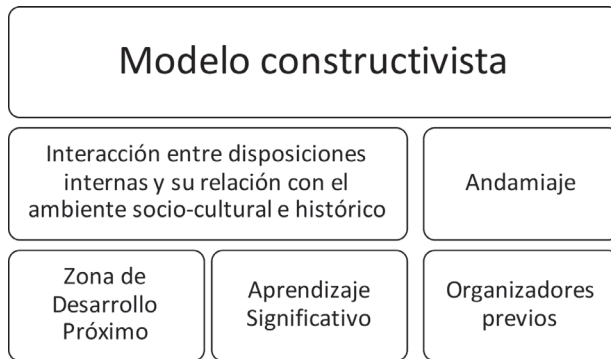 Modelo constructivista
Interacción entre disposiciones
internas y su relación con el
ambiente socio-cultural e histórico
Andamiaje
Zona de
Desarrollo
Próximo
Aprendizaje
Significativo
Organizadores
previos